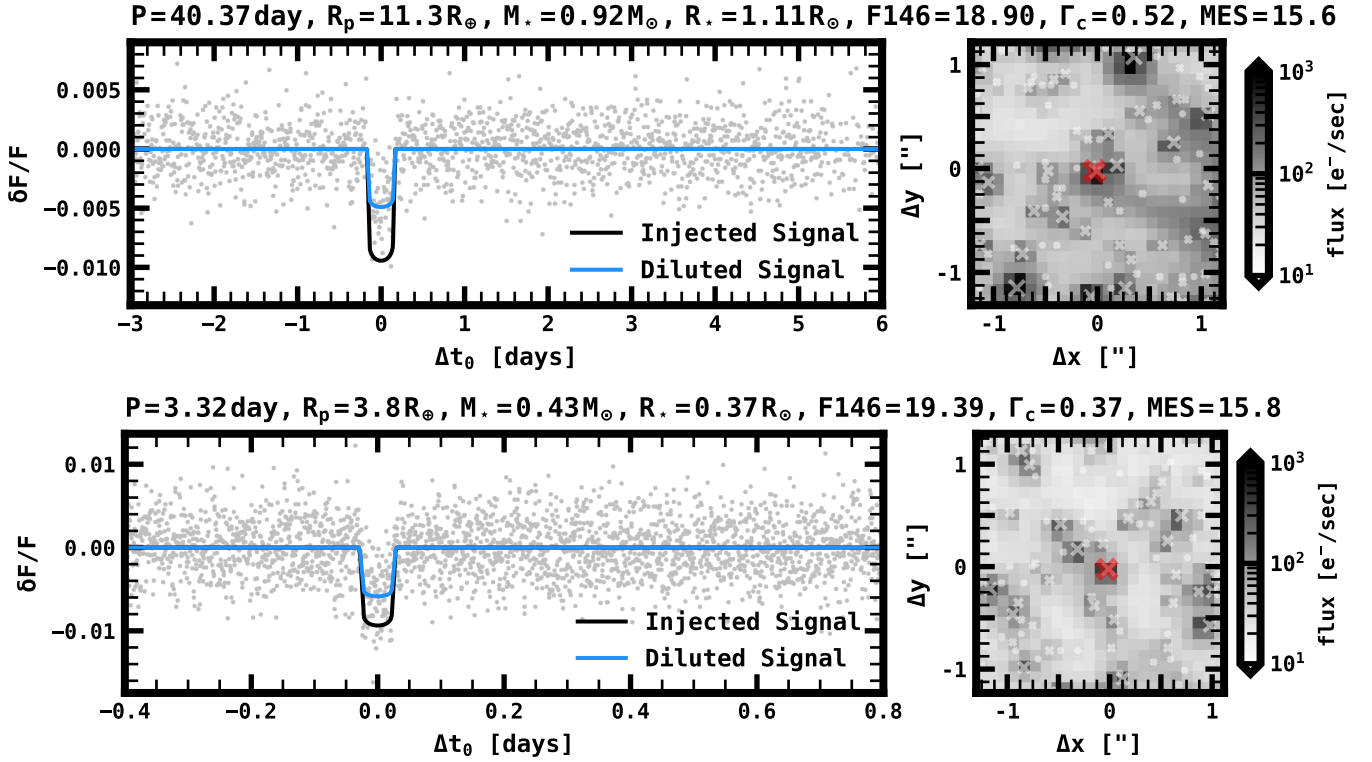 P=40.37day, Rₚ=11.3R⊕, M⋆=0.92M⊙, R⋆=1.11R⊙, F146=18.90, Γ_c=0.52, MES=15.6
0.005
0.000
−0.005
−0.010
δF/F
Injected Signal
Diluted Signal
−3 −2 −1 0 1 2 3 4 5 6
Δt₀ [days]
1
0
-1
Δy ["]
-1 0 1
Δx ["]
10³
10²
10¹
flux [e⁻/sec]
P=3.32day, Rₚ=3.8R⊕, M⋆=0.43M⊙, R⋆=0.37R⊙, F146=19.39, Γ_c=0.37, MES=15.8
0.01
0.00
−0.01
δF/F
Injected Signal
Diluted Signal
−0.4 −0.2 0.0 0.2 0.4 0.6 0.8
Δt₀ [days]
1
0
-1
Δy ["]
-1 0 1
Δx ["]
10³
10²
10¹
flux [e⁻/sec]